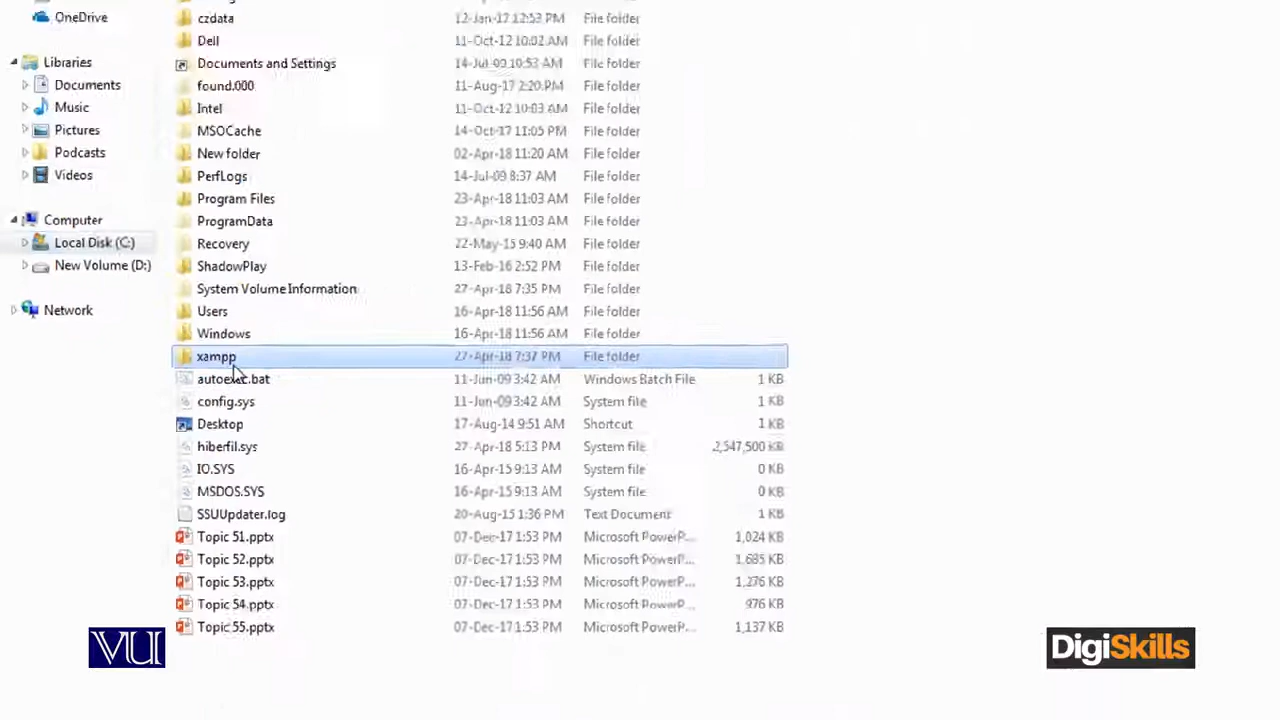 OneDrive
Libraries
Documents
Music
Pictures
Podcasts
Videos
Computer
Local Disk (C:)
New Volume (D:)
Network
czdata 12-Jan-17 12:53 PM File folder
Dell 11-Oct-12 10:02 AM File folder
Documents and Settings 14-Jul-09 10:53 AM File folder
found.000 11-Aug-17 2:20 PM File folder
Intel 11-Oct-12 10:03 AM File folder
MSOCache 14-Oct-17 11:05 PM File folder
New folder 02-Apr-18 11:20 AM File folder
PerfLogs 14-Jul-09 8:37 AM File folder
Program Files 23-Apr-18 11:03 AM File folder
ProgramData 23-Apr-18 11:03 AM File folder
Recovery 22-May-15 9:40 AM File folder
ShadowPlay 13-Feb-16 2:52 PM File folder
System Volume Information 27-Apr-18 7:35 PM File folder
Users 16-Apr-18 11:56 AM File folder
Windows 16-Apr-18 11:56 AM File folder
xampp 27-Apr-18 7:37 PM File folder
autoexec.bat 11-Jun-09 3:42 AM Windows Batch File 1 KB
config.sys 11-Jun-09 3:42 AM System file 1 KB
Desktop 17-Aug-14 9:51 AM Shortcut 1 KB
hiberfil.sys 27-Apr-18 5:13 PM System file 2,547,500 KB
IO.SYS 16-Apr-15 9:13 AM System file 0 KB
MSDOS.SYS 16-Apr-15 9:13 AM System file 0 KB
SSUUpdater.log 20-Aug-15 1:36 PM Text Document 1 KB
Topic 51.pptx 07-Dec-17 1:53 PM Microsoft PowerP... 1,024 KB
Topic 52.pptx 07-Dec-17 1:53 PM Microsoft PowerP... 1,685 KB
Topic 53.pptx 07-Dec-17 1:53 PM Microsoft PowerP... 1,276 KB
Topic 54.pptx 07-Dec-17 1:53 PM Microsoft PowerP... 976 KB
Topic 55.pptx 07-Dec-17 1:53 PM Microsoft PowerP... 1,137 KB
VU
DigiSkills